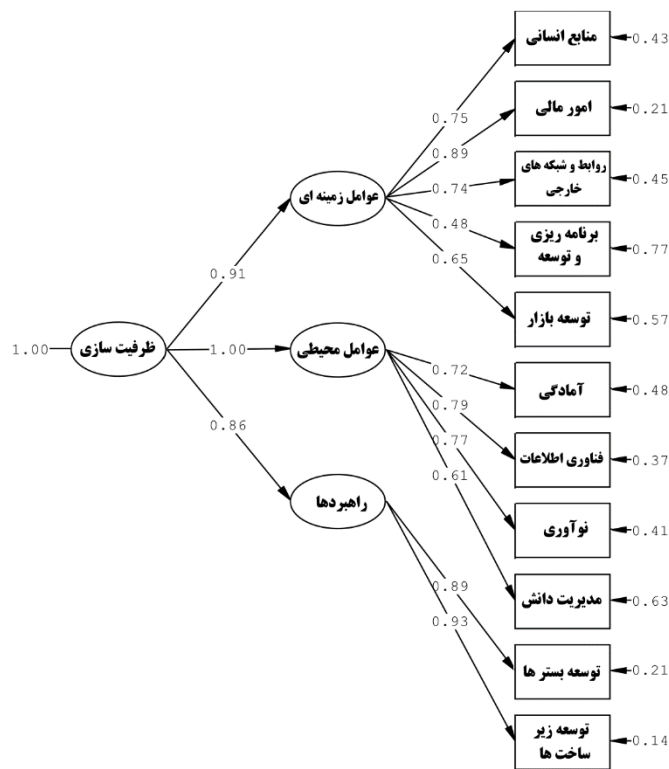 منابع انسانی
0.43
امور مالی
0.21
روابط و شبکه های
خارجی
0.45
برنامه ریزی
و توسعه
0.77
توسعه بازار
0.57
آمادگی
0.48
فناوری اطلاعات
0.37
نوآوری
0.41
مدیریت دانش
0.63
توسعه بستر ها
0.21
توسعه زیر
ساخت ها
0.14
0.75
0.89
0.74
0.48
0.65
عوامل زمینه ای
0.72
0.79
0.77
0.61
عوامل محیطی
0.89
0.93
راهبردها
0.91
1.00
0.86
ظرفیت سازی
1.00